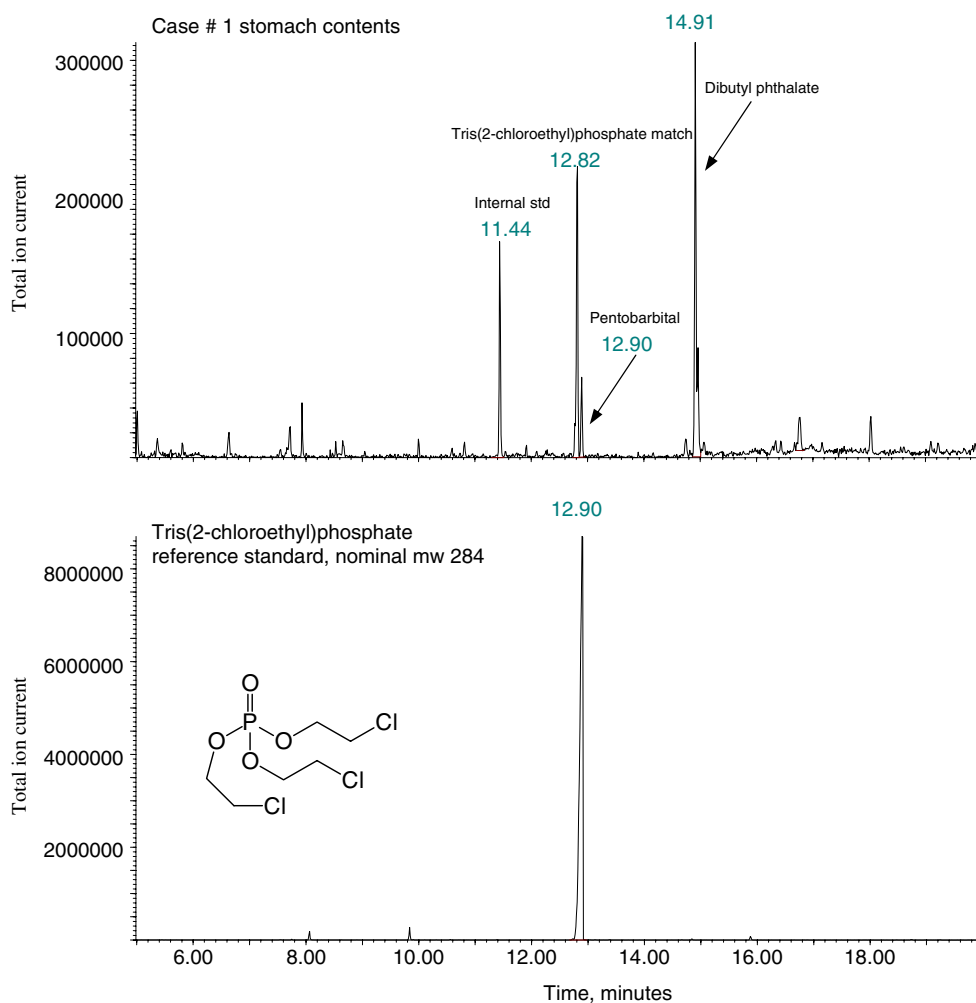 Case # 1 stomach contents
14.91
Dibutyl phthalate
Tris(2-chloroethyl)phosphate match
12.82
Internal std
11.44
Pentobarbital
12.90
300000
200000
100000
Total ion current
12.90
Tris(2-chloroethyl)phosphate
reference standard, nominal mw 284
8000000
6000000
4000000
2000000
Total ion current
O
P
O
O
O
Cl
Cl
Cl
6.00 8.00 10.00 12.00 14.00 16.00 18.00
Time, minutes